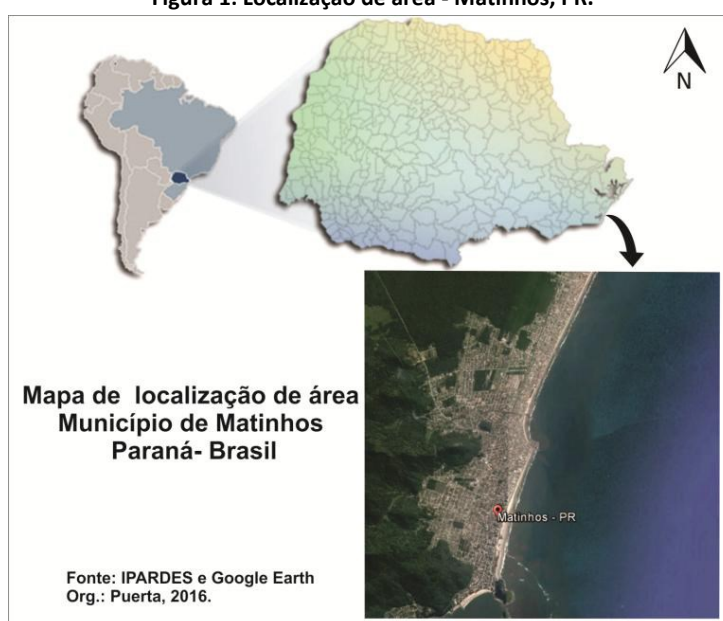 Figura 1. Localização de área - Matinhos, PR.
N
Mapa de localização de área
Município de Matinhos
Paraná- Brasil
Matinhos - PR
Fonte: IPARDES e Google Earth
Org.: Puerta, 2016.